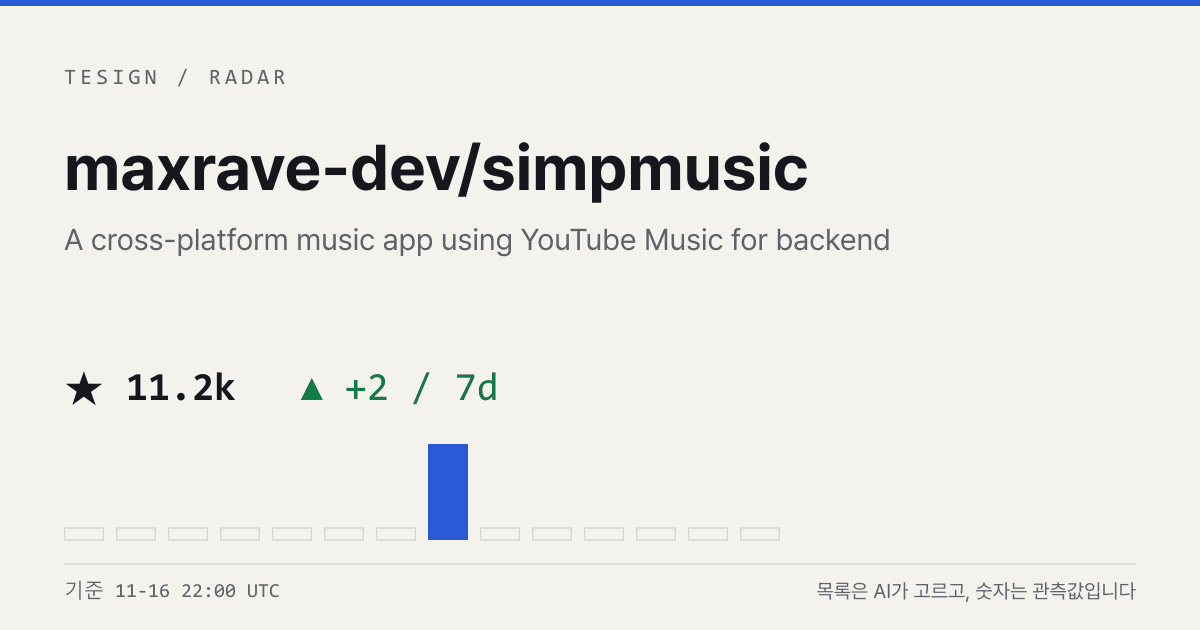 TESIGN / RADAR
maxrave-dev/simpmusic
A cross-platform music app using YouTube Music for backend
★ 11.2k ▲ +2 / 7d
기준 11-16 22:00 UTC
목록은 AI가 고르고, 숫자는 관측값입니다